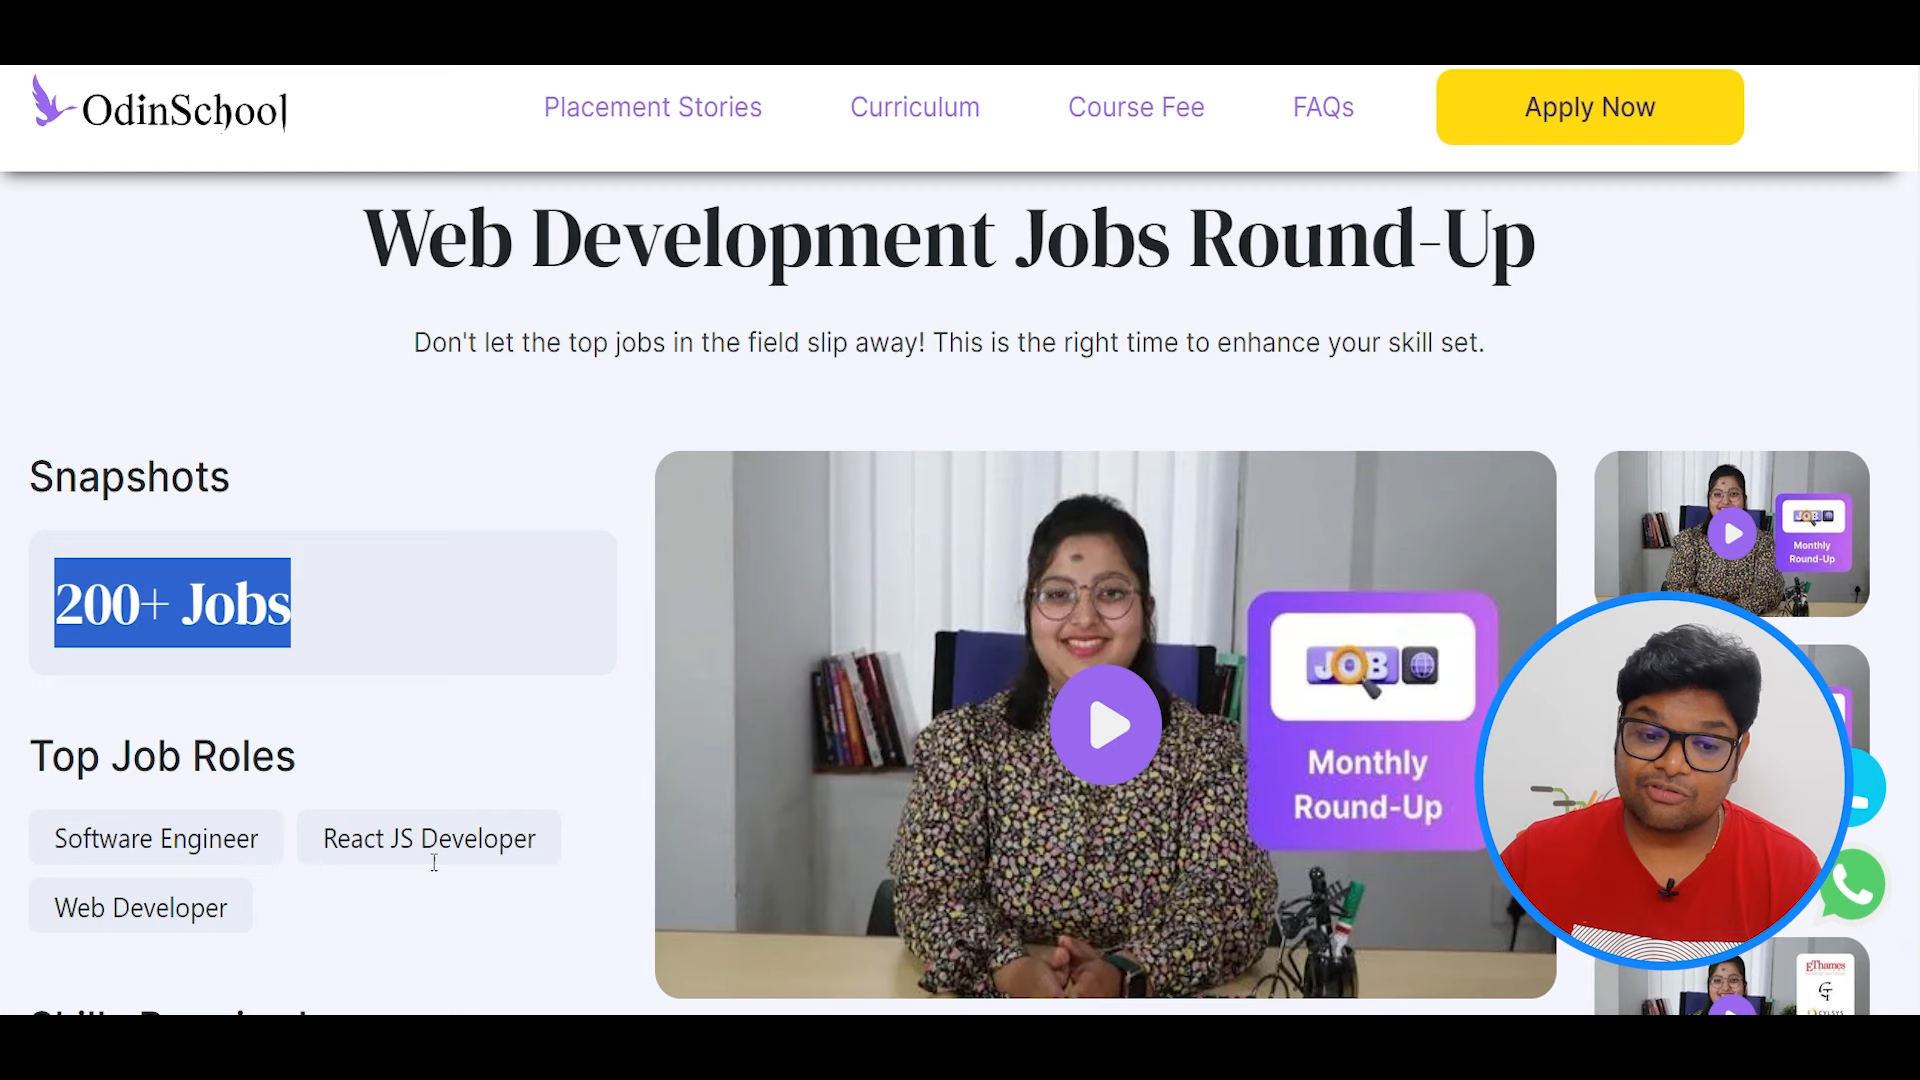 OdinSchool
Placement Stories
Curriculum
Course Fee
FAQs
Apply Now
Web Development Jobs Round-Up
Don't let the top jobs in the field slip away! This is the right time to enhance your skill set.
Snapshots
200+ Jobs
Top Job Roles
Software Engineer
React JS Developer
Web Developer
JOB
Monthly
Round-Up
JOB
Monthly
Round-Up
EThames